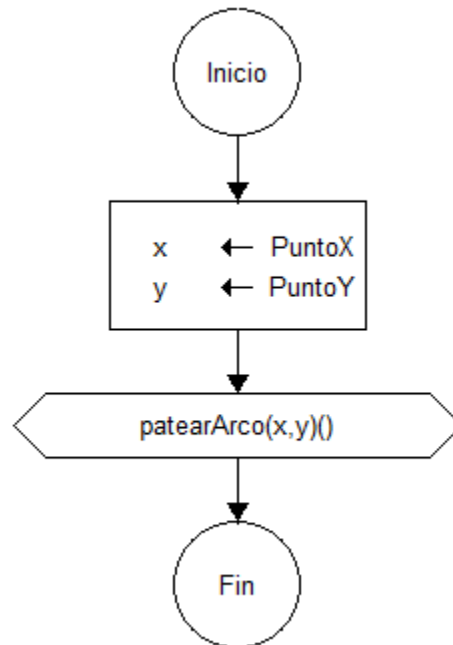 Inicio
x ← PuntoX
y ← PuntoY
patearArco(x,y)()
Fin